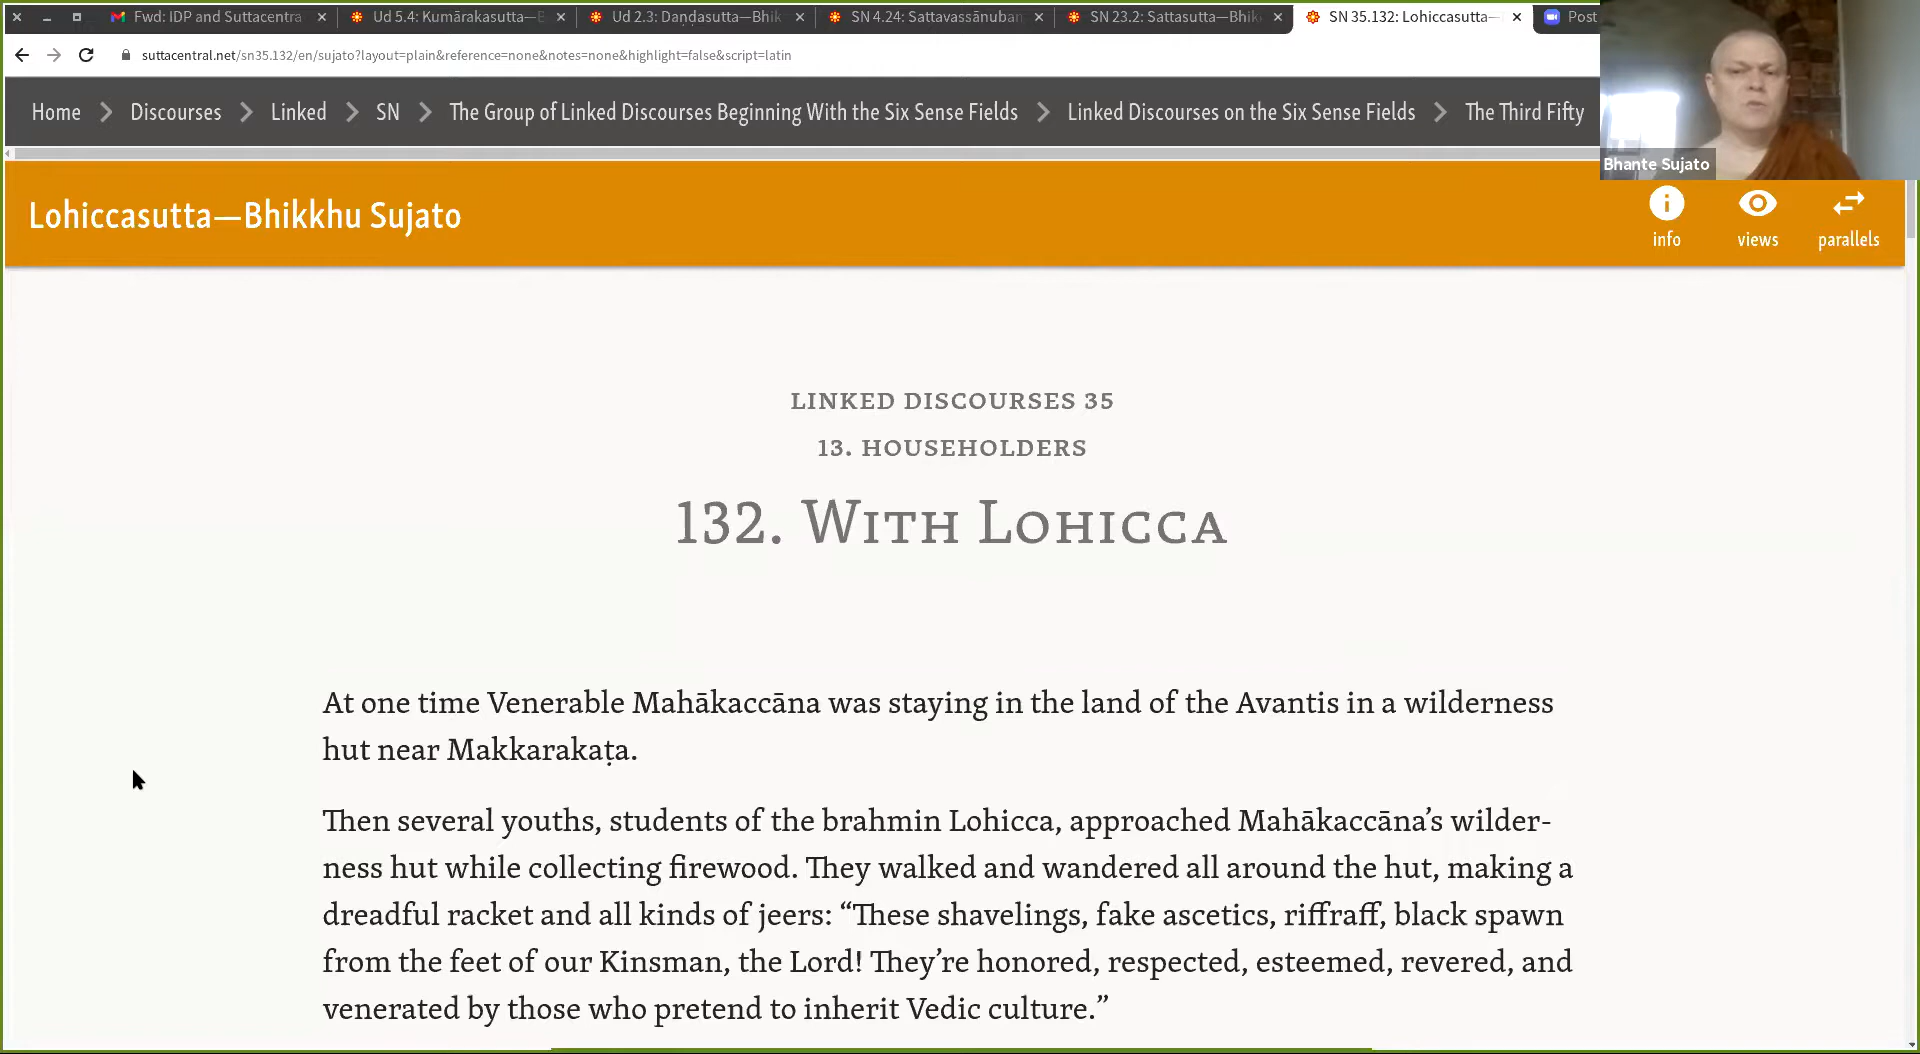 Fwd: IDP and Suttacentra
Ud 5.4: Kumārakasutta—B
Ud 2.3: Daṇḍasutta—Bhik
SN 4.24: Sattavassānuban
SN 23.2: Sattasutta—Bhik
SN 35.132: Lohiccasutta—
Post
suttacentral.net/sn35.132/en/sujato?layout=plain&reference=none&notes=none&highlight=false&script=latin
Home > Discourses > Linked > SN > The Group of Linked Discourses Beginning With the Six Sense Fields > Linked Discourses on the Six Sense Fields > The Third Fifty
Bhante Sujato
Lohiccasutta—Bhikkhu Sujato
info
views
parallels
LINKED DISCOURSES 35
13. HOUSEHOLDERS
132. WITH LOHICCA
At one time Venerable Mahākaccāna was staying in the land of the Avantis in a wilderness
hut near Makkarakaṭa.
Then several youths, students of the brahmin Lohicca, approached Mahākaccāna’s wilder-
ness hut while collecting firewood. They walked and wandered all around the hut, making a
dreadful racket and all kinds of jeers: “These shavelings, fake ascetics, riffraff, black spawn
from the feet of our Kinsman, the Lord! They’re honored, respected, esteemed, revered, and
venerated by those who pretend to inherit Vedic culture.”